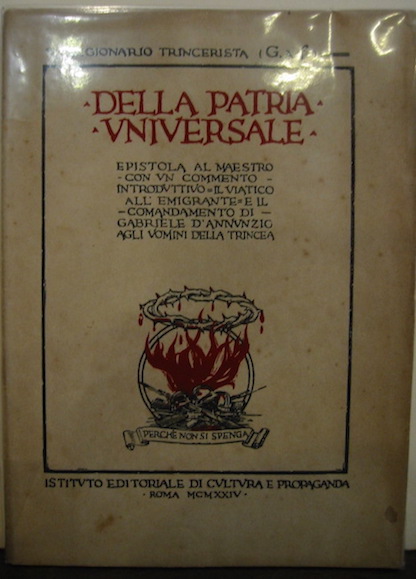 GIONARIO TRINCERISTA (G.
· DELLA PATRIA ·
· VNIVERSALE ·
EPISTOLA AL MAESTRO
- CON VN COMMENTO -
INTRODVTTIVO = IL VIATICO
ALL' EMIGRANTE = E IL
- COMANDAMENTO DI -
GABRIELE D'ANNVNZIO
AGLI VOMINI DELLA TRINCEA
PERCHÈ NON SI SPENGA
ISTITVTO EDITORIALE DI CVLTVRA E PROPAGANDA
· ROMA MCMXXIV ·